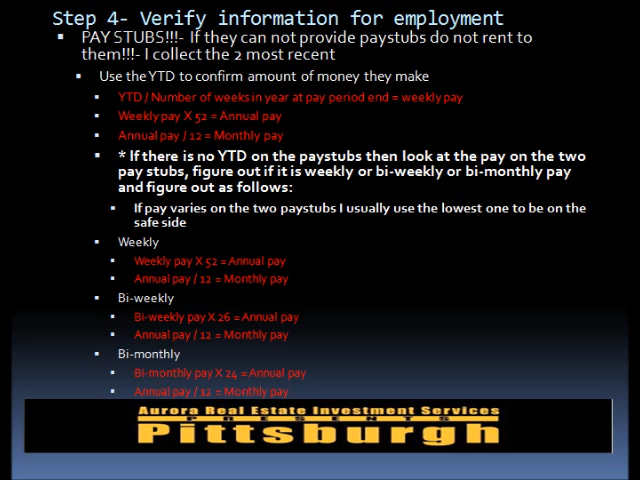 Step 4- Verify information for employment
PAY STUBS!!!- If they can not provide paystubs do not rent to
them!!!- I collect the 2 most recent
Use the YTD to confirm amount of money they make
YTD / Number of weeks in year at pay period end = weekly pay
Weekly pay X 52 = Annual pay
Annual pay / 12 = Monthly pay
* If there is no YTD on the paystubs then look at the pay on the two
pay stubs, figure out if it is weekly or bi-weekly or bi-monthly pay
and figure out as follows:
If pay varies on the two paystubs I usually use the lowest one to be on the
safe side
Weekly
Weekly pay X 52 = Annual pay
Annual pay / 12 = Monthly pay
Bi-weekly
Bi-weekly pay X 26 = Annual pay
Annual pay / 12 = Monthly pay
Bi-monthly
Bi-monthly pay X 24 = Annual pay
Annual pay / 12 = Monthly pay
Aurora Real Estate Investment Services
PRESENTS
Pittsburgh